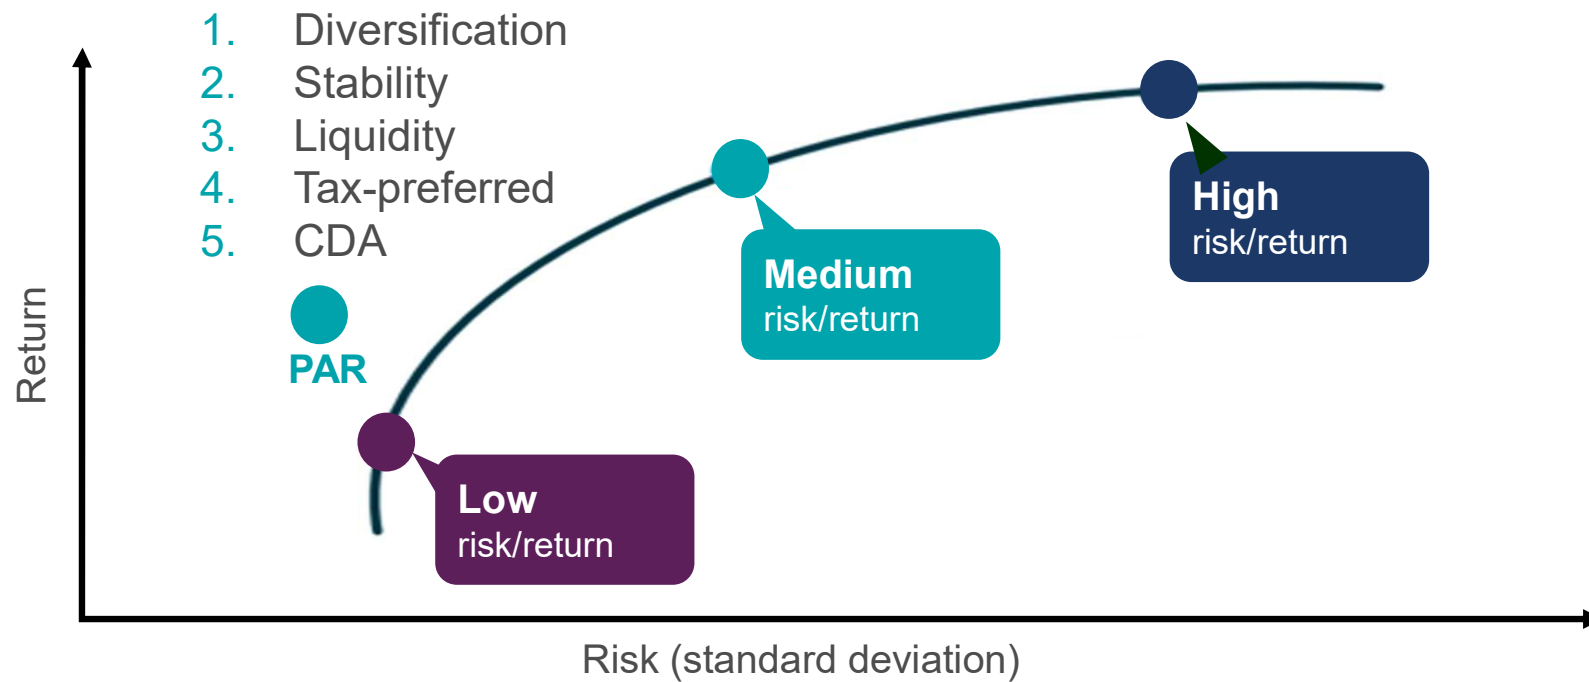 1. Diversification
2. Stability
3. Liquidity
4. Tax-preferred
5. CDA
PAR
Return
Low
risk/return
Medium
risk/return
High
risk/return
Risk (standard deviation)